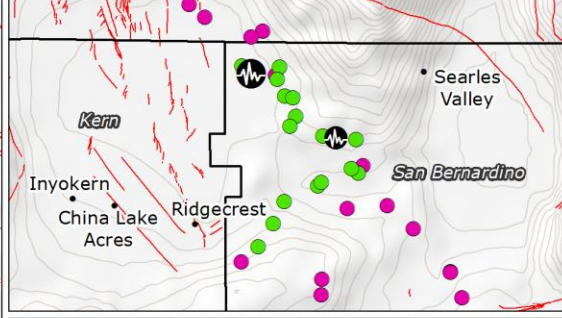 Searles
Valley
Kern
San Bernardino
Inyokern
China Lake
Acres
Ridgecrest